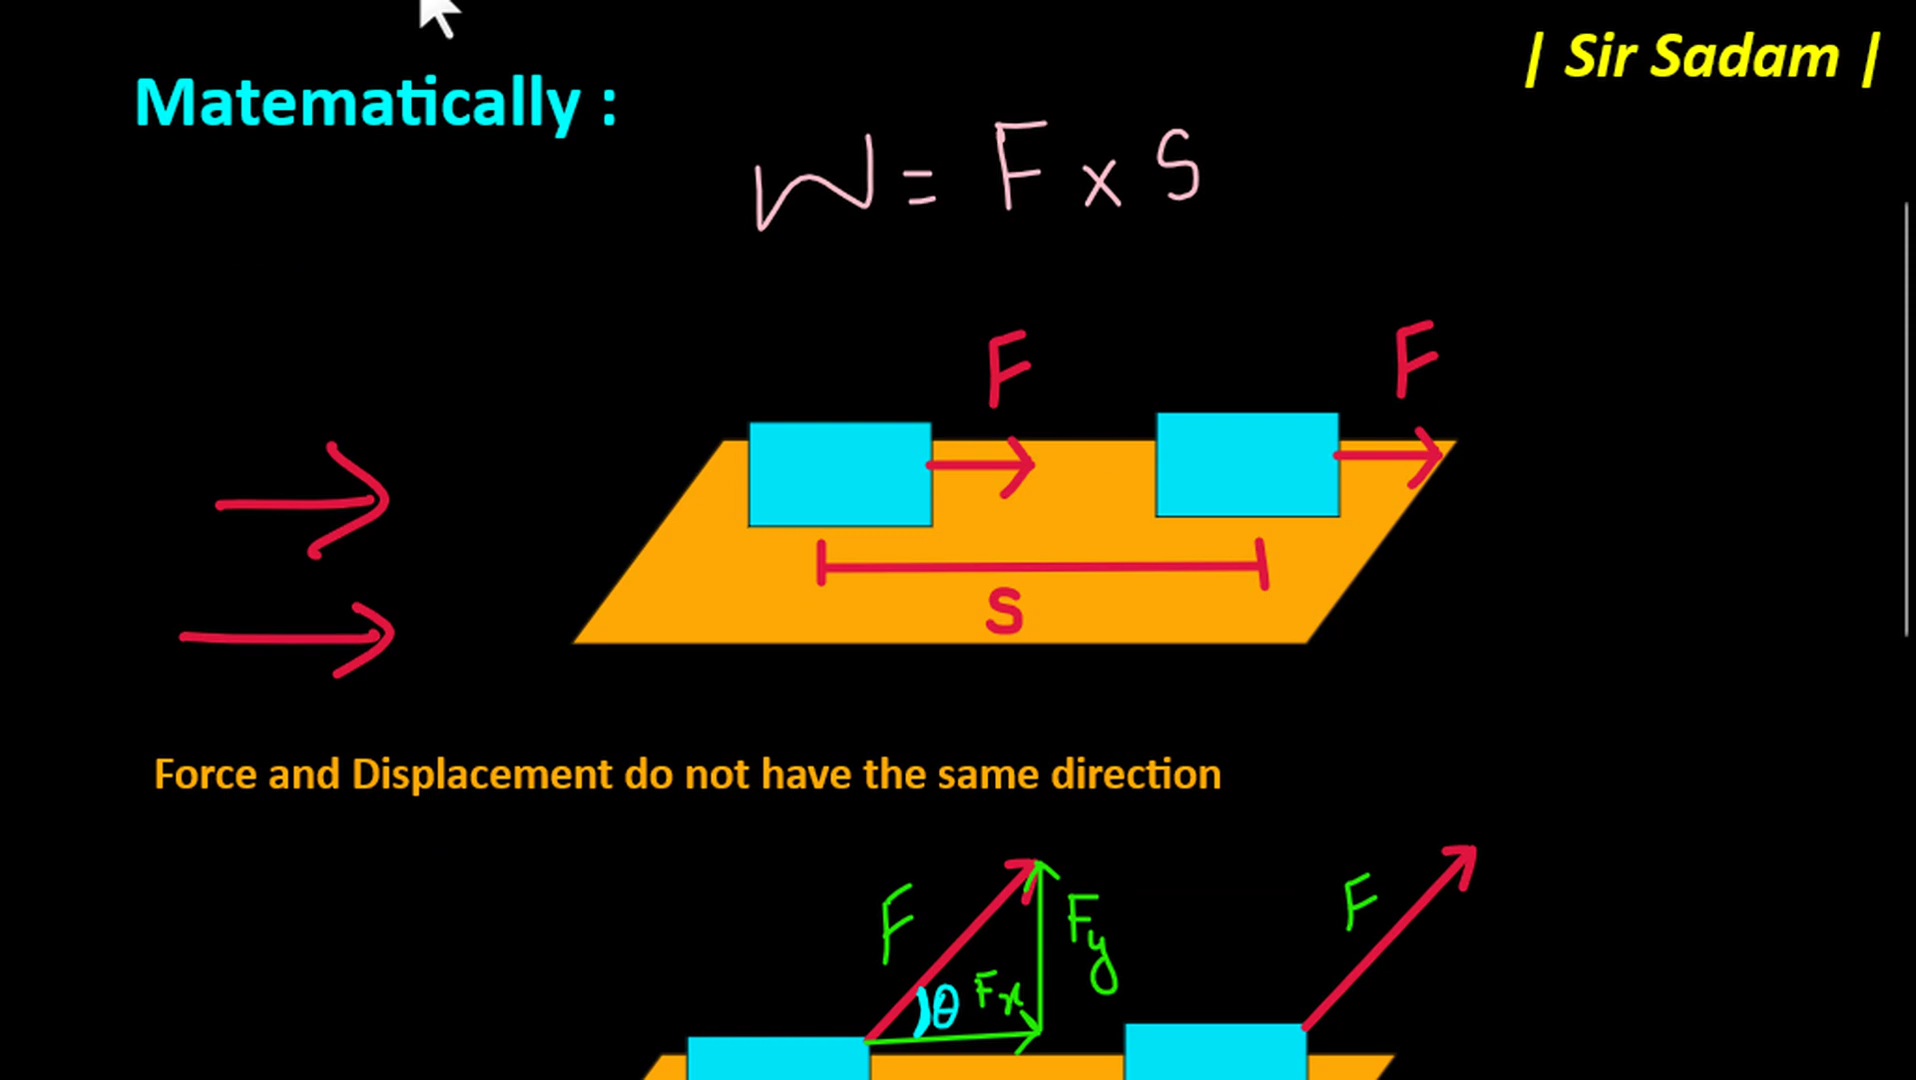 | Sir Sadam |
Matematically :
W = F x S
F
F
S
Force and Displacement do not have the same direction
F
Fy
F
θ
Fx